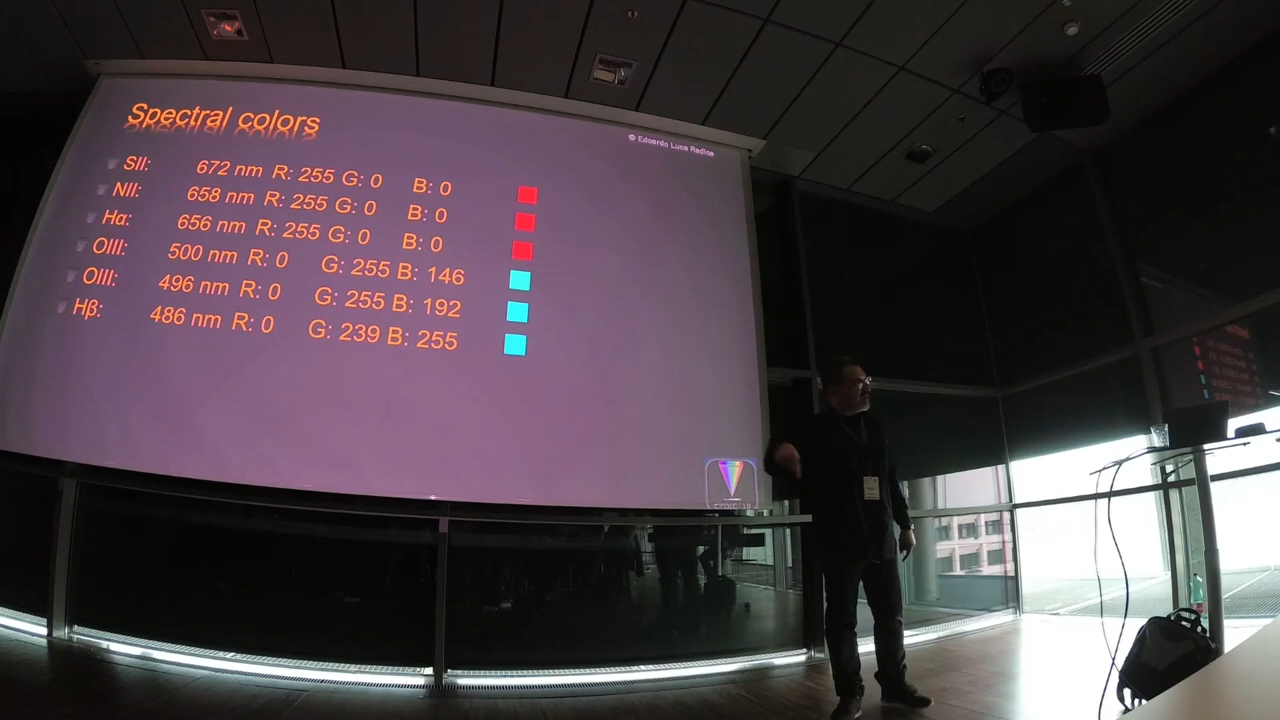 Spectral colors
© Edoardo Luca Radice
SII: 672 nm R: 255 G: 0 B: 0
NII: 658 nm R: 255 G: 0 B: 0
Hα: 656 nm R: 255 G: 0 B: 0
OIII: 500 nm R: 0 G: 255 B: 146
OIII: 496 nm R: 0 G: 255 B: 192
Hβ: 486 nm R: 0 G: 239 B: 255